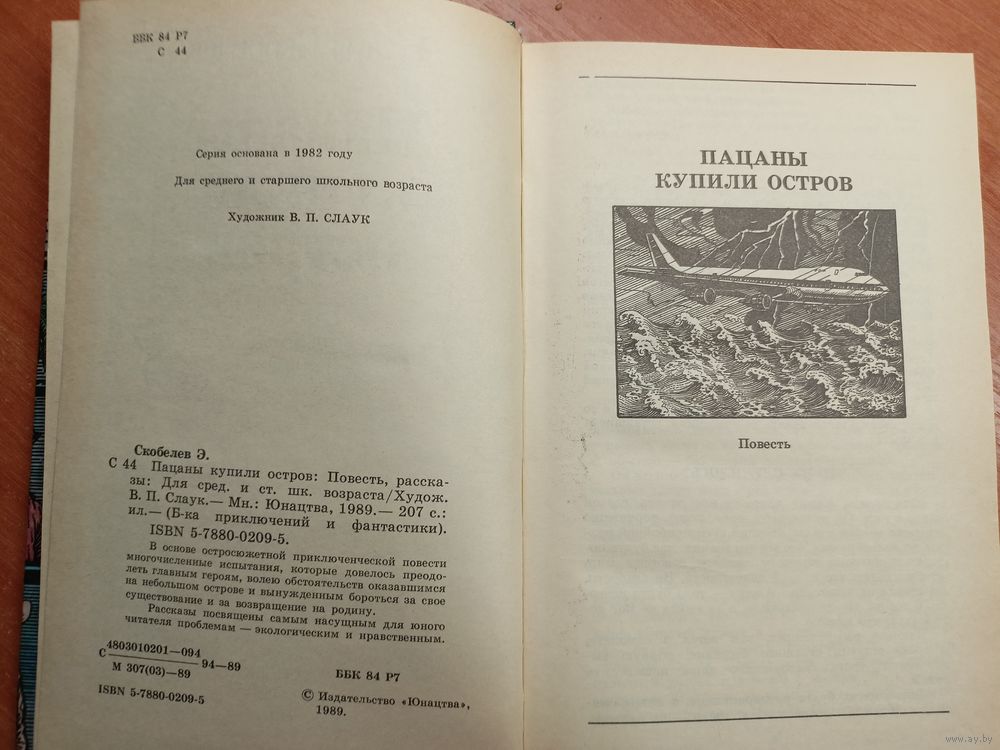 ББК 84 Р7
С 44
Серия основана в 1982 году
Для среднего и старшего школьного возраста
Художник В. П. СЛАУК
Скобелев Э.
С 44 Пацаны купили остров: Повесть, расска-
зы: Для сред. и ст. шк. возраста/Худож.
В. П. Слаук.— Мн.: Юнацтва, 1989.— 207 с.:
ил.— (Б-ка приключений и фантастики).
ISBN 5-7880-0209-5.
В основе остросюжетной приключенческой повести
многочисленные испытания, которые довелось преодо-
леть главным героям, волею обстоятельств оказавшимся
на небольшом острове и вынужденным бороться за свое
существование и за возвращение на родину.
Рассказы посвящены самым насущным для юного
читателя проблемам — экологическим и нравственным.
С 4803010201—094
М 307(03)—89
94—89
ББК 84 Р7
ISBN 5-7880-0209-5
© Издательство «Юнацтва»,
1989.
ПАЦАНЫ
КУПИЛИ ОСТРОВ
Повесть
www.ay.by